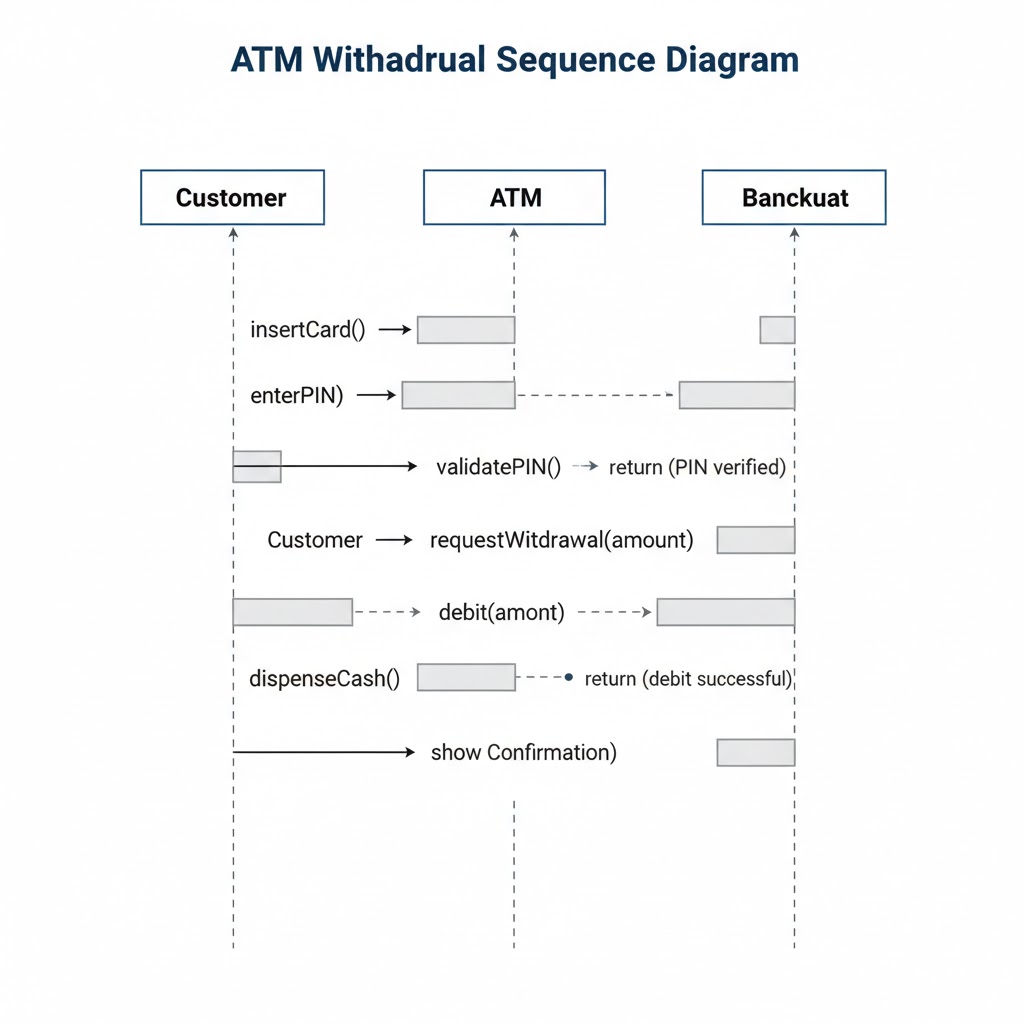 ATM Withadrual Sequence Diagram
Customer
ATM
Banckuat
insertCard()
enterPIN)
validatePIN()
return (PIN verified)
Customer
requestWitdrawal(amount)
debit(amont)
dispenseCash()
return (debit successful)
show Confirmation)